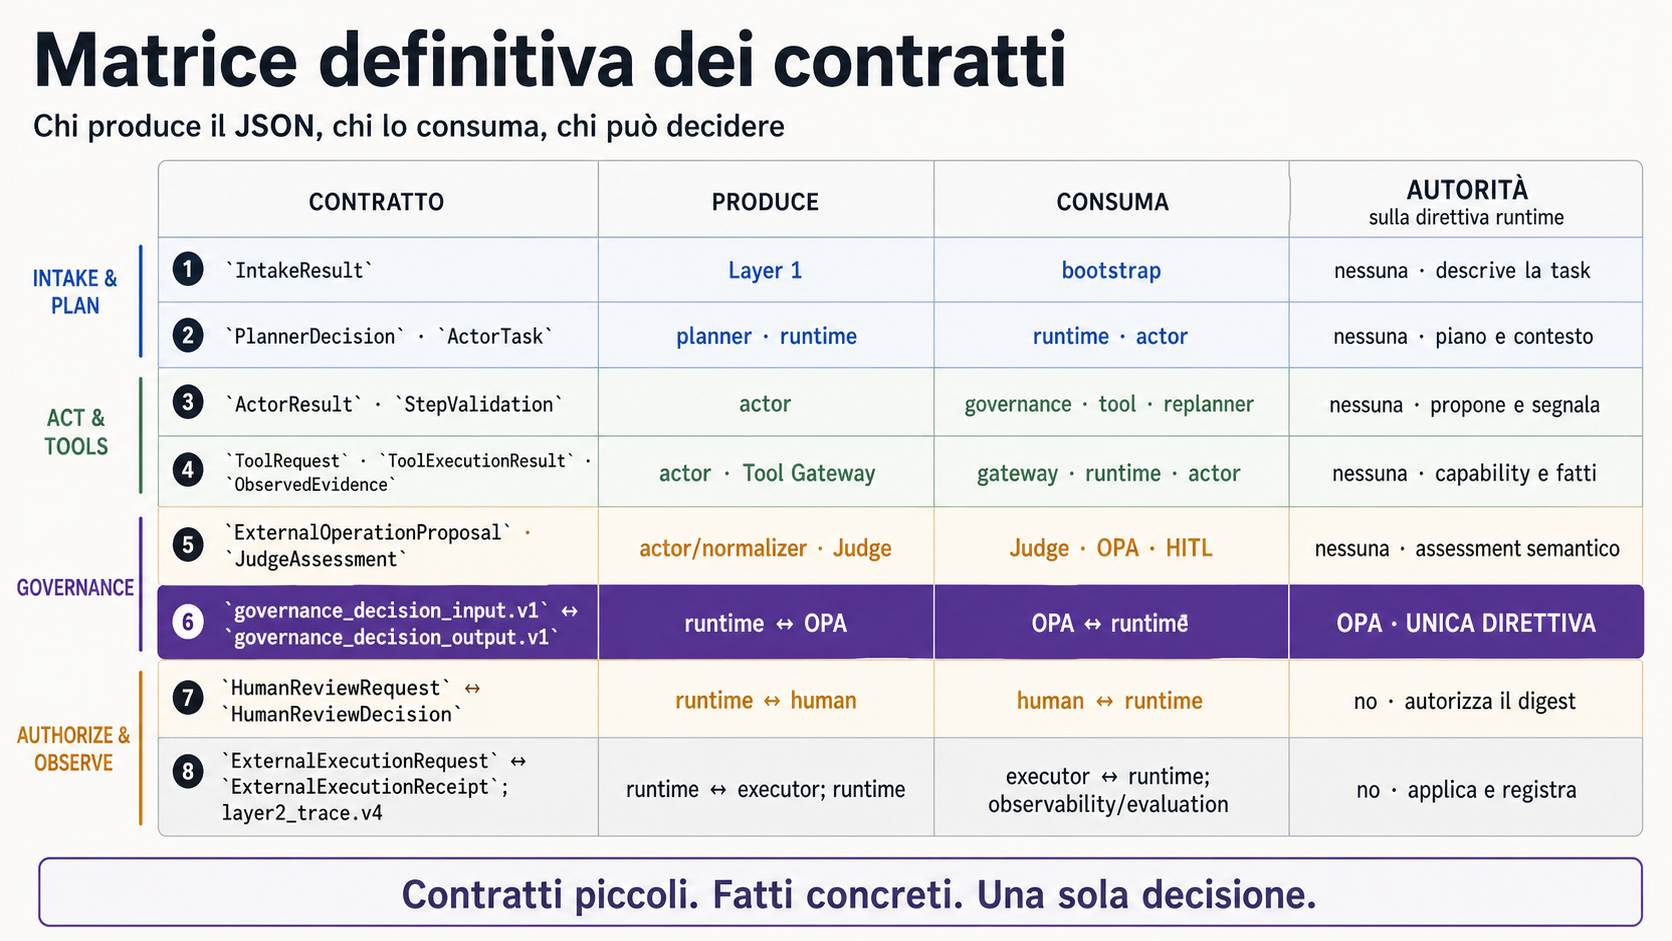 Matrice definitiva dei contratti
Chi produce il JSON, chi lo consuma, chi può decidere
CONTRATTO
PRODUCE
CONSUMA
AUTORITÀ
sulla direttiva runtime
INTAKE &
PLAN
1
`IntakeResult`
Layer 1
bootstrap
nessuna · descrive la task
2
`PlannerDecision` · `ActorTask`
planner · runtime
runtime · actor
nessuna · piano e contesto
ACT &
TOOLS
3
`ActorResult` · `StepValidation`
actor
governance · tool · replanner
nessuna · propone e segnala
4
`ToolRequest` · `ToolExecutionResult` ·
`ObservedEvidence`
actor · Tool Gateway
gateway · runtime · actor
nessuna · capability e fatti
GOVERNANCE
5
`ExternalOperationProposal` ·
`JudgeAssessment`
actor/normalizer · Judge
Judge · OPA · HITL
nessuna · assessment semantico
6
`governance_decision_input.v1` ↔
`governance_decision_output.v1`
runtime ↔ OPA
OPA ↔ runtime
OPA · UNICA DIRETTIVA
AUTHORIZE &
OBSERVE
7
`HumanReviewRequest` ↔
`HumanReviewDecision`
runtime ↔ human
human ↔ runtime
no · autorizza il digest
8
`ExternalExecutionRequest` ↔
`ExternalExecutionReceipt`;
layer2_trace.v4
runtime ↔ executor; runtime
executor ↔ runtime;
observability/evaluation
no · applica e registra
Contratti piccoli. Fatti concreti. Una sola decisione.